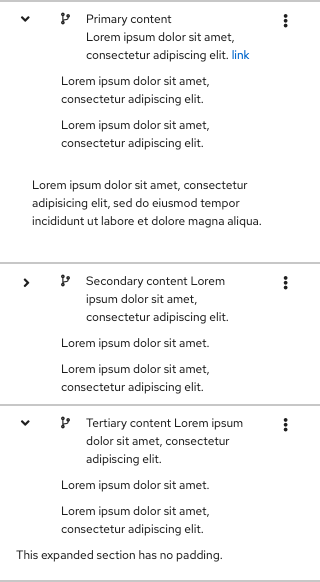 Primary content
Lorem ipsum dolor sit amet,
consectetur adipiscing elit. link
Lorem ipsum dolor sit amet,
consectetur adipiscing elit.
Lorem ipsum dolor sit amet,
consectetur adipiscing elit.
Lorem ipsum dolor sit amet, consectetur
adipisicing elit, sed do eiusmod tempor
incididunt ut labore et dolore magna aliqua.
Secondary content Lorem
ipsum dolor sit amet,
consectetur adipiscing elit.
Lorem ipsum dolor sit amet.
Lorem ipsum dolor sit amet,
consectetur adipiscing elit.
Tertiary content Lorem ipsum
dolor sit amet, consectetur
adipiscing elit.
Lorem ipsum dolor sit amet.
Lorem ipsum dolor sit amet,
consectetur adipiscing elit.
This expanded section has no padding.